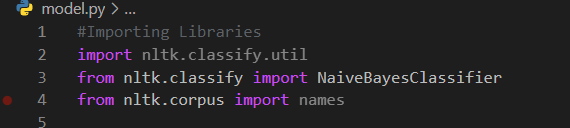 model.py > ...
1 #Importing Libraries
2 import nltk.classify.util
3 from nltk.classify import NaiveBayesClassifier
4 from nltk.corpus import names
5